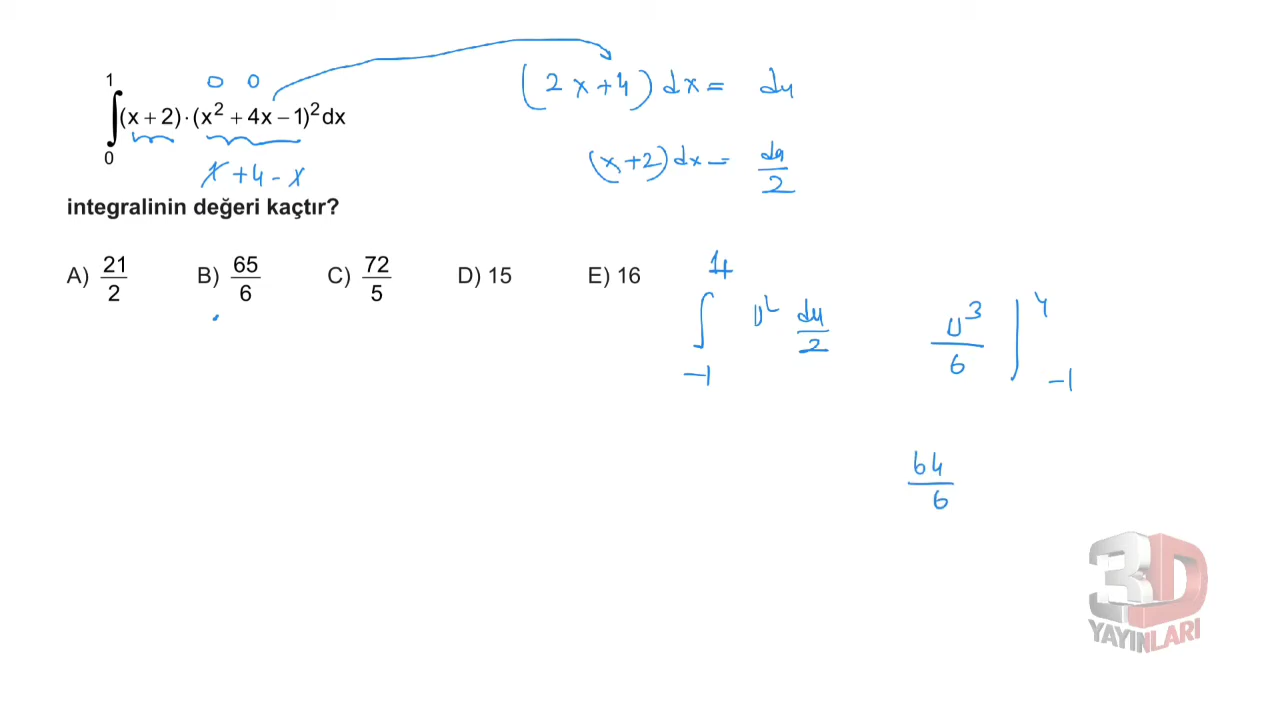 1
0 0
∫(x + 2) · (x² + 4x – 1)² dx
0
x + 4 - x
integralinin değeri kaçtır?
A) 21/2 B) 65/6 C) 72/5 D) 15 E) 16
(2x+4) dx = du
(x+2) dx = du/2
4
∫ u² du/2
-1
u³/6 | 4
-1
64/6
3D
YAYINLARI